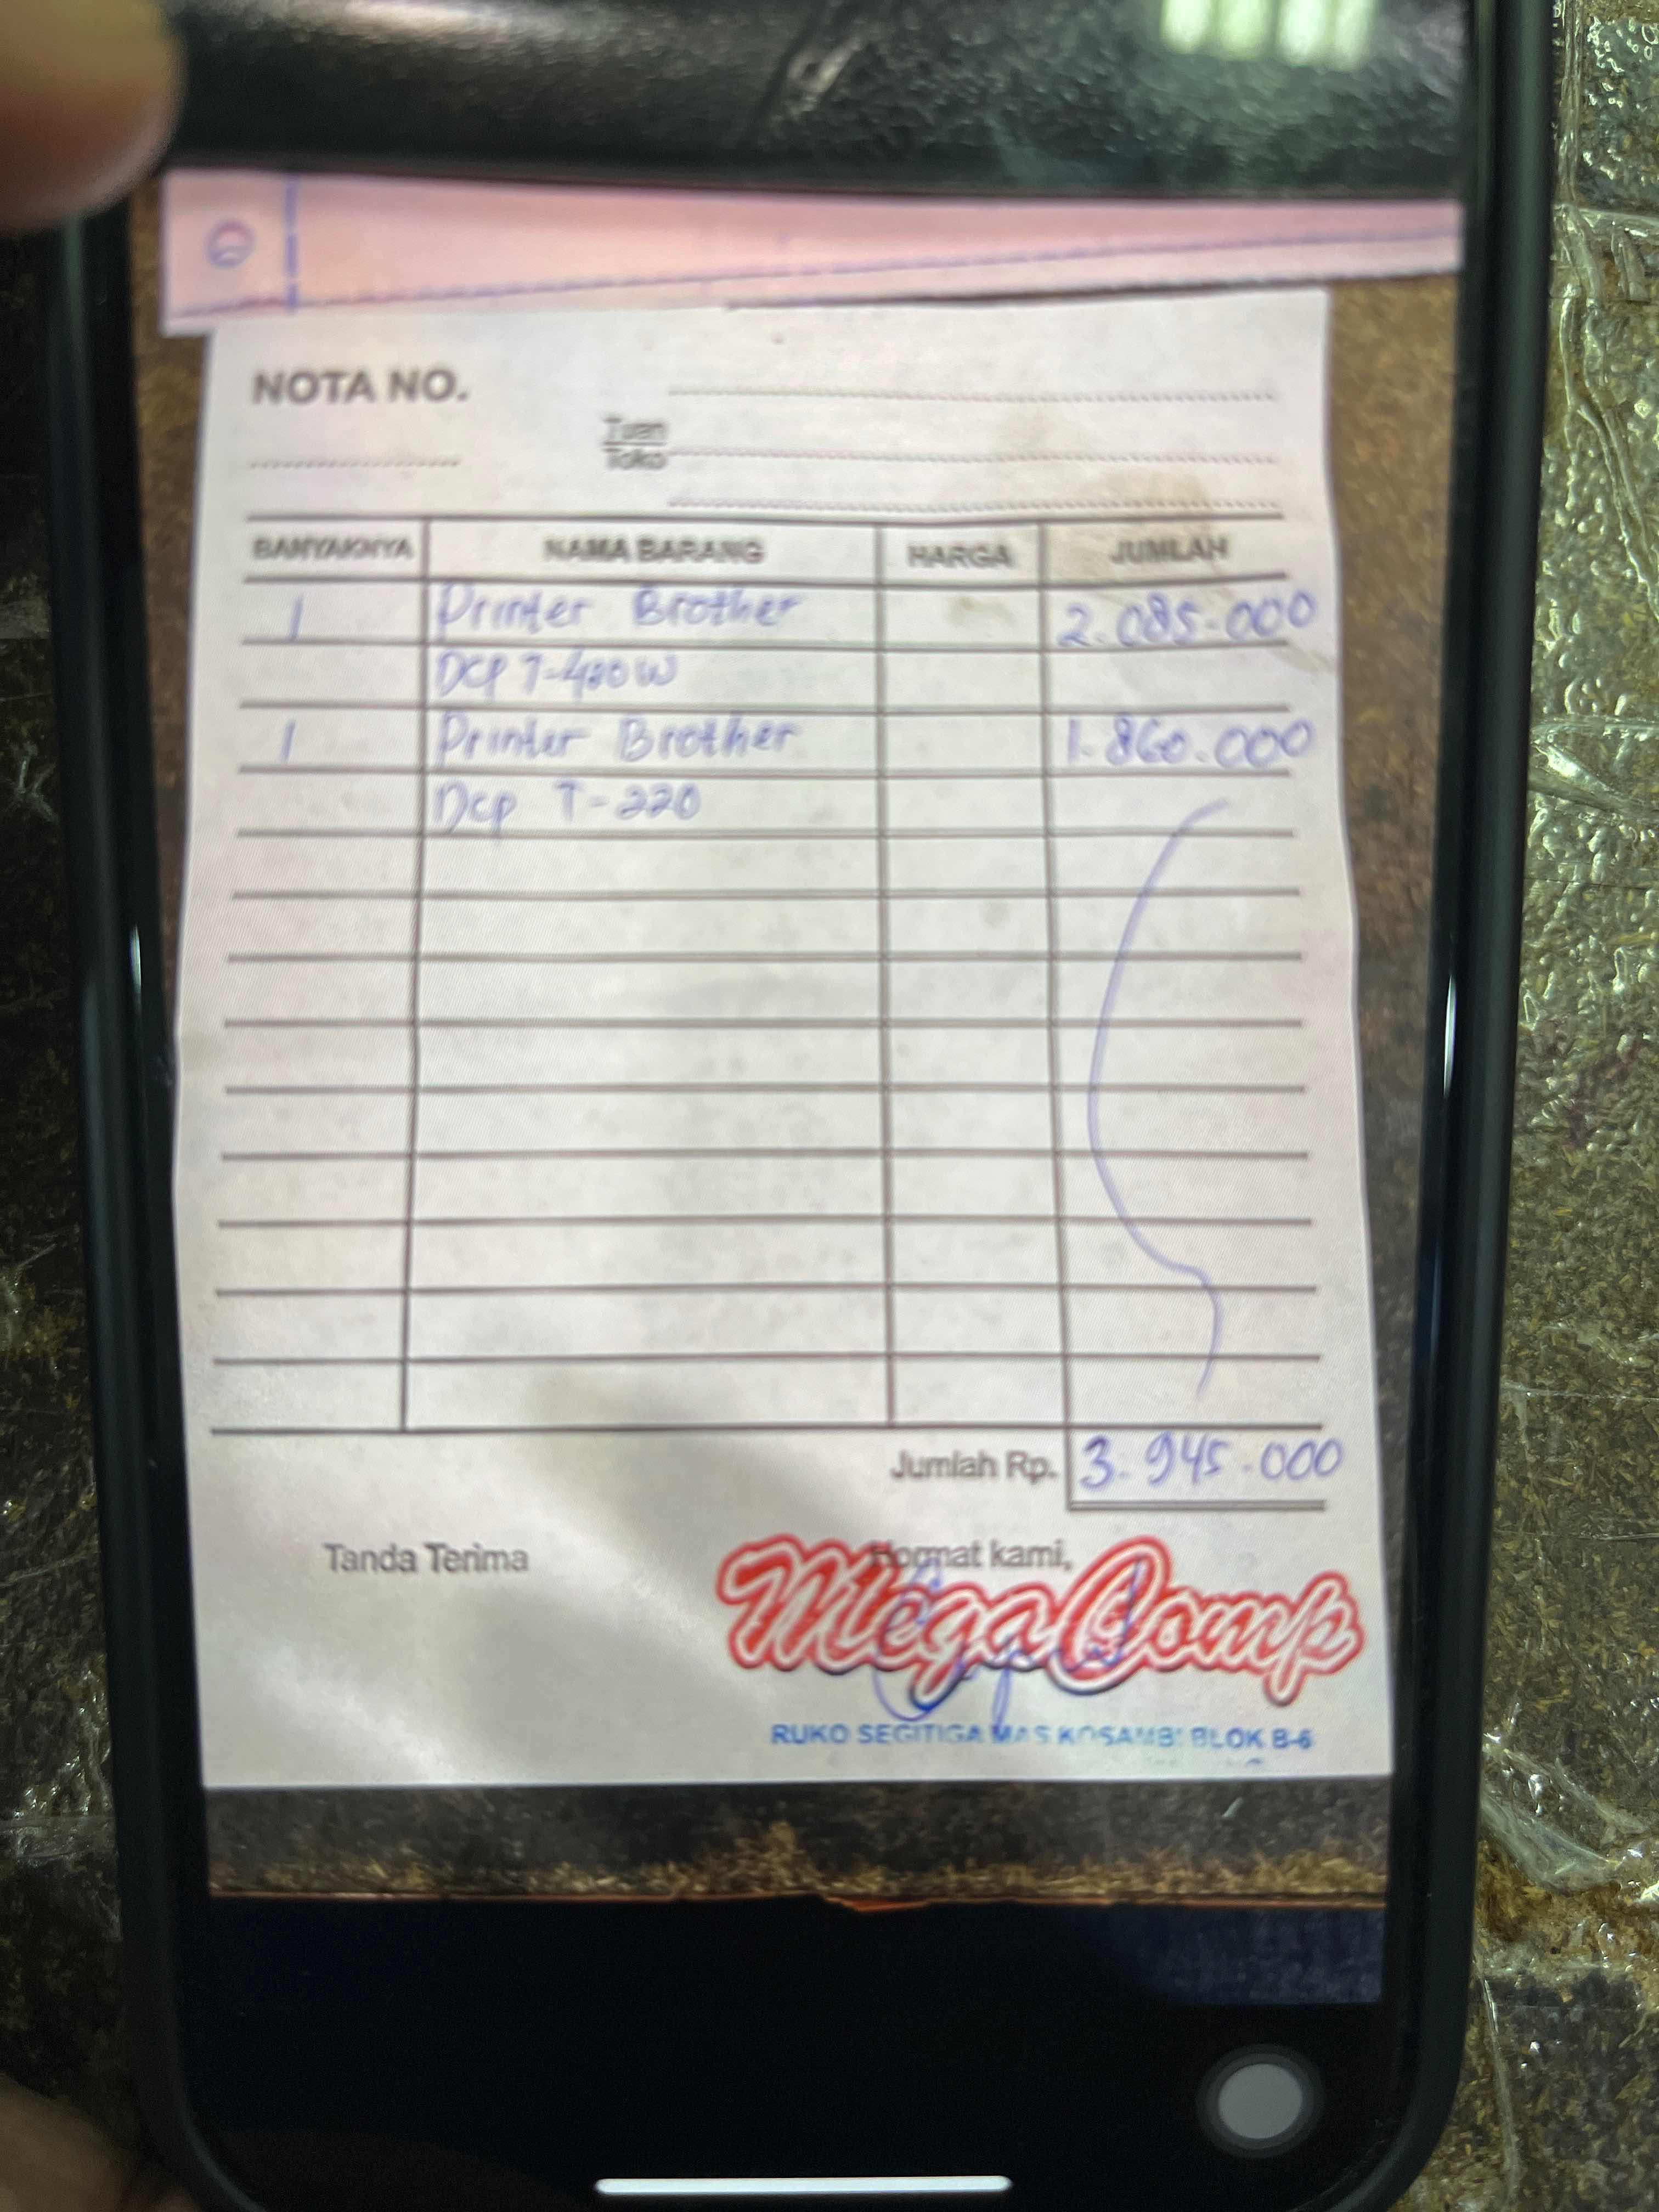 NOTA NO.
Tuan
Toko
BANYAKNYA NAMA BARANG HARGA JUMLAH
1 Printer Brother 2.085.000
DCP T-420W
1 Printer Brother 1.860.000
Dcp T-220
Jumlah Rp. 3.945.000
Tanda Terima Hormat kami,
MegaComp
RUKO SEGITIGA MAS KOSAMBI BLOK B-6